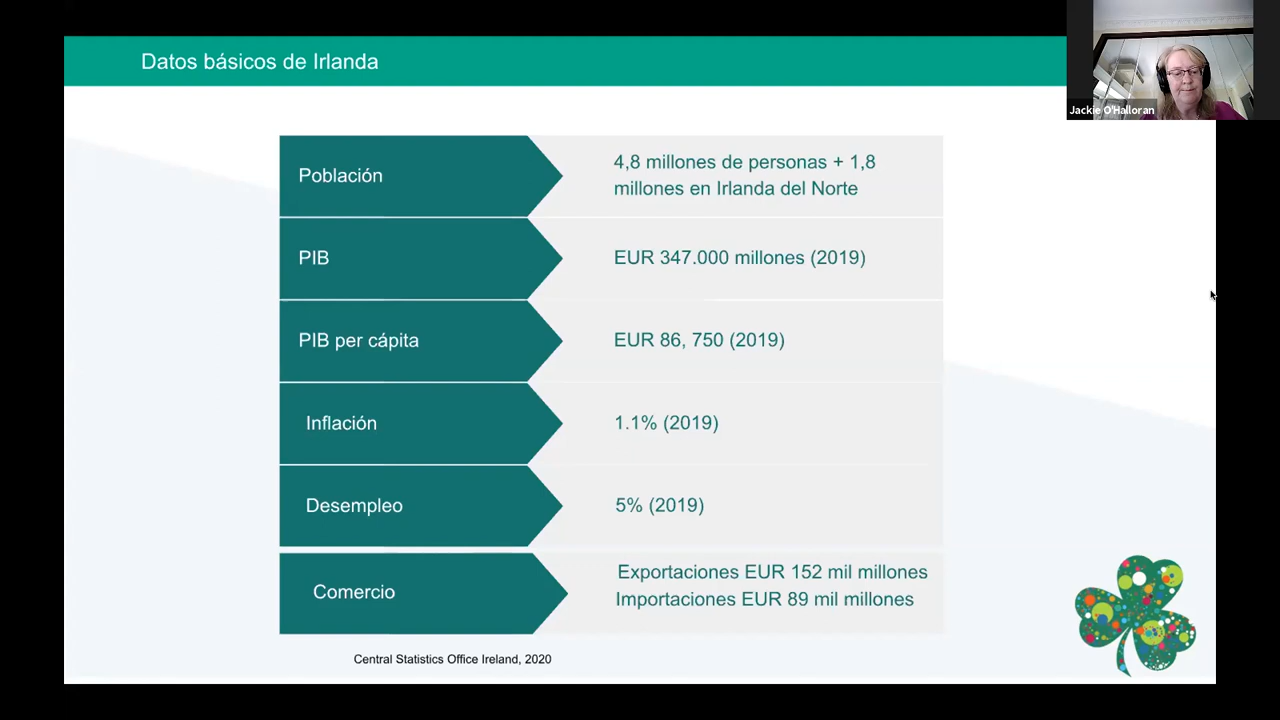 Datos básicos de Irlanda
Jackie O'Halloran
Población
4,8 millones de personas + 1,8
millones en Irlanda del Norte
PIB
EUR 347.000 millones (2019)
PIB per cápita
EUR 86, 750 (2019)
Inflación
1.1% (2019)
Desempleo
5% (2019)
Comercio
Exportaciones EUR 152 mil millones
Importaciones EUR 89 mil millones
Central Statistics Office Ireland, 2020